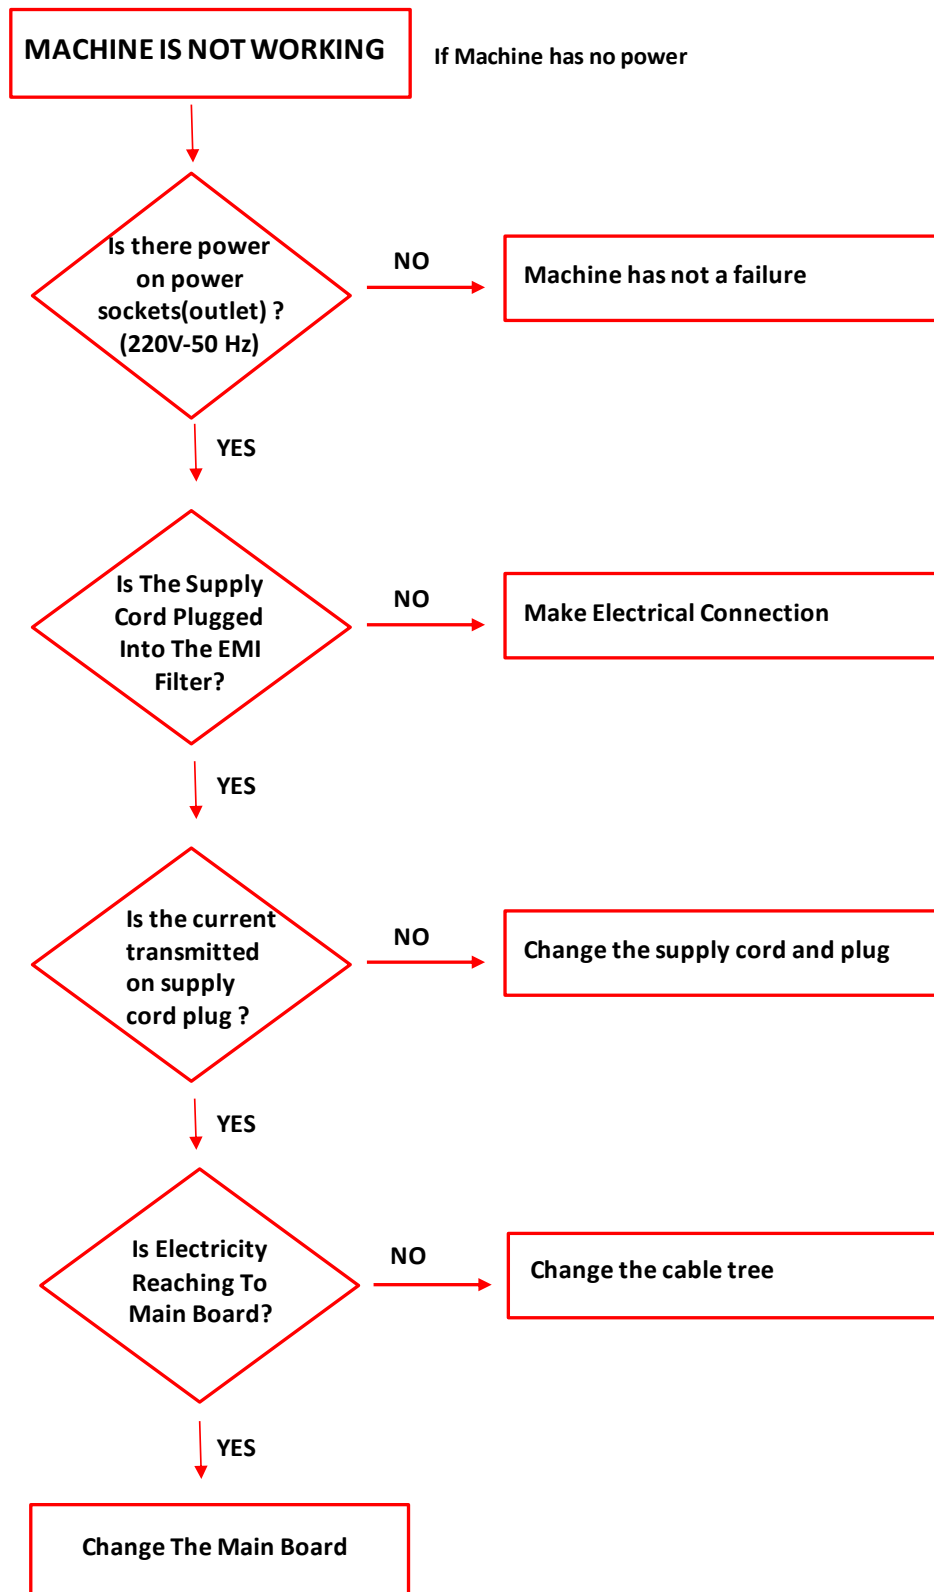 MACHINE IS NOT WORKING
If Machine has no power
Is there power
on power
sockets(outlet) ?
(220V-50 Hz)
NO
Machine has not a failure
YES
Is The Supply
Cord Plugged
Into The EMI
Filter?
NO
Make Electrical Connection
YES
Is the current
transmitted
on supply
cord plug ?
NO
Change the supply cord and plug
YES
Is Electricity
Reaching To
Main Board?
NO
Change the cable tree
YES
Change The Main Board